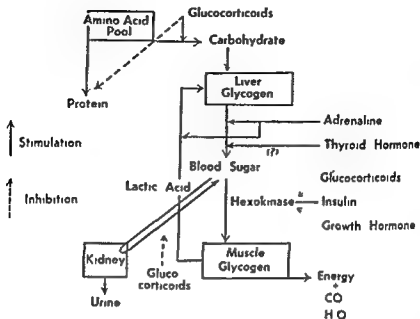 Glucocorticoids
Amino Acid
Pool
Carbohydrate
Liver
Glycogen
Protein
Adrenaline
Stimulation
(?)
Thyroid Hormone
Blood Sugar
Lactic Acid
Glucocorticoids
Hexokinase
Insulin
Inhibition
Growth Hormone
Kidney
Gluco
corticoids
Muscle
Glycogen
Energy
+
CO
H O
Urine